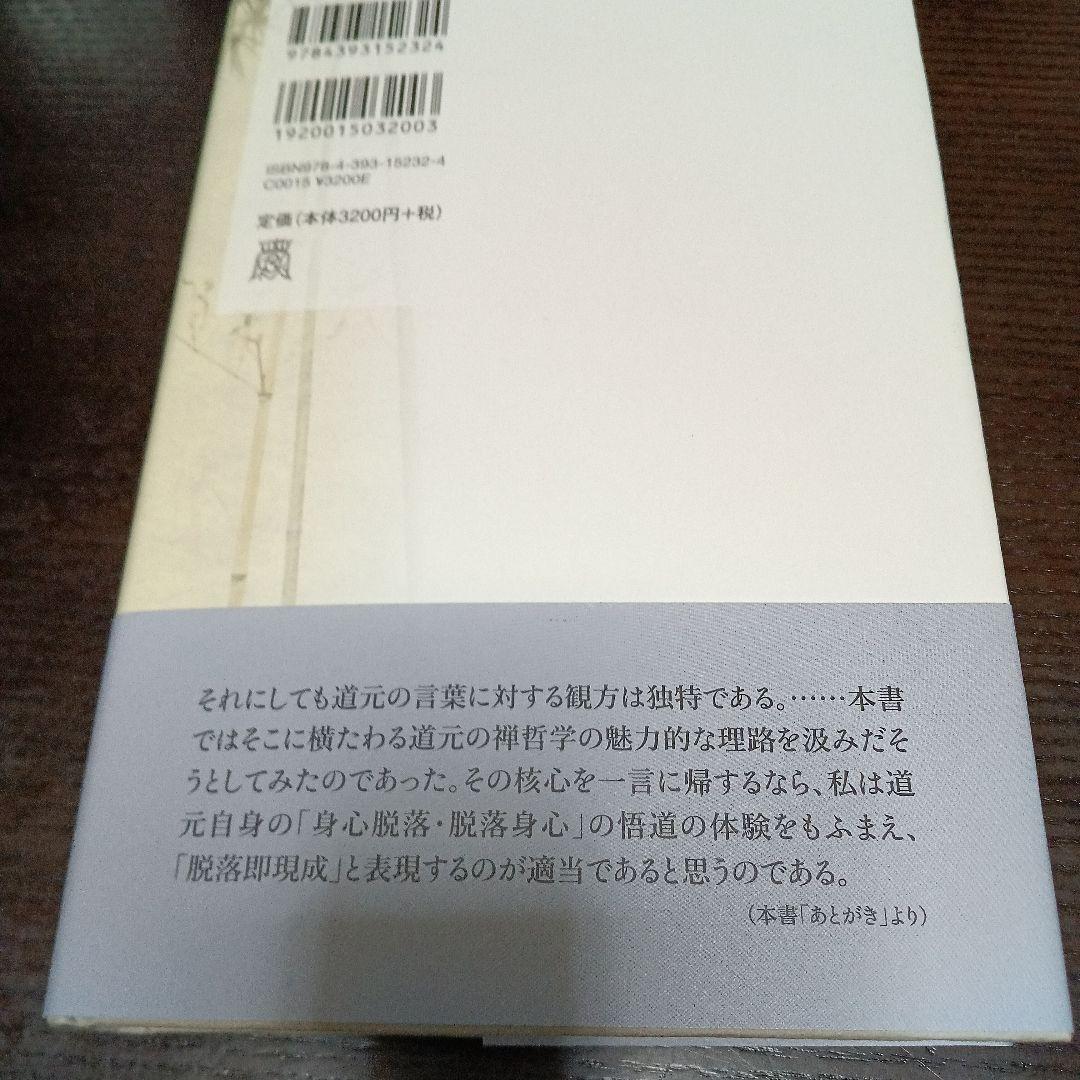 9784393152324
1920015032003
ISBN978-4-393-15232-4
C0015 ¥3200E
定価(本体3200円+税)
それにしても道元の言葉に対する観方は独特である。……本書
ではそこに横たわる道元の禅哲学の魅力的な理路を汲みだそ
うとしてみたのであった。その核心を一言に帰するなら、私は道
元自身の「身心脱落・脱落身心」の悟道の体験をもふまえ、
「脱落即現成」と表現するのが適当であると思うのである。
(本書「あとがき」より)